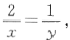 2/x = 1/y ,